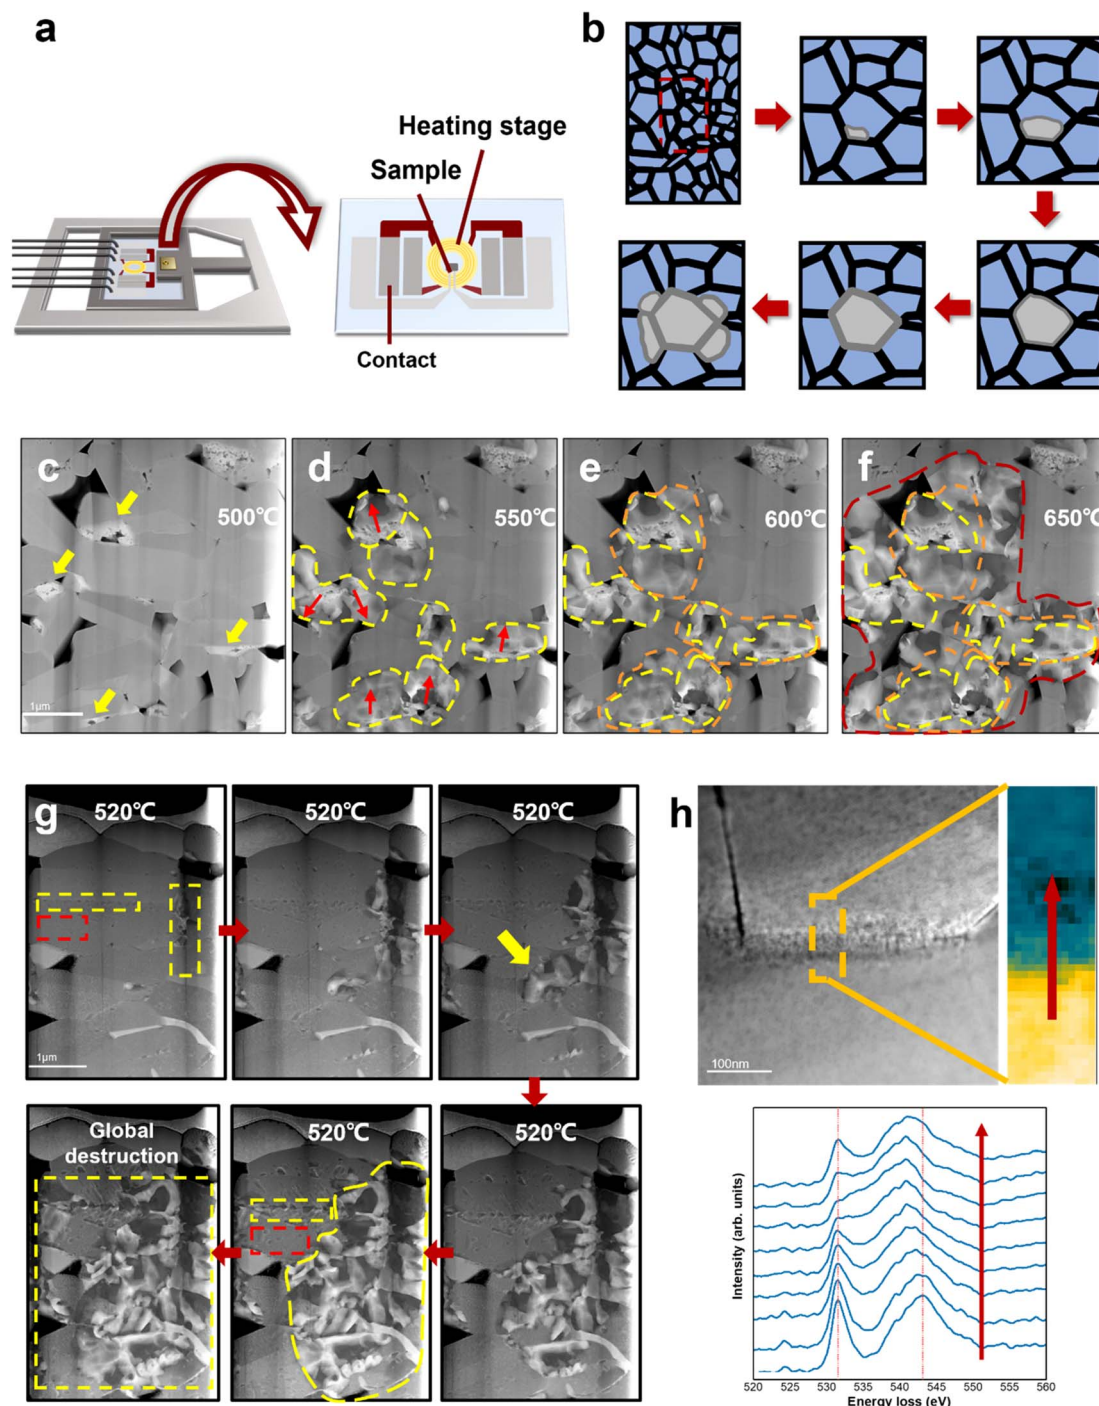 a
Heating stage
Sample
Contact
b
c
500℃
1μm
d
550℃
e
600℃
f
650℃
g
520℃
520℃
520℃
1μm
Global
destruction
520℃
520℃
h
100nm
Intensity (arb. units)
520 525 530 535 540 545 550 555 560
Energy loss (eV)